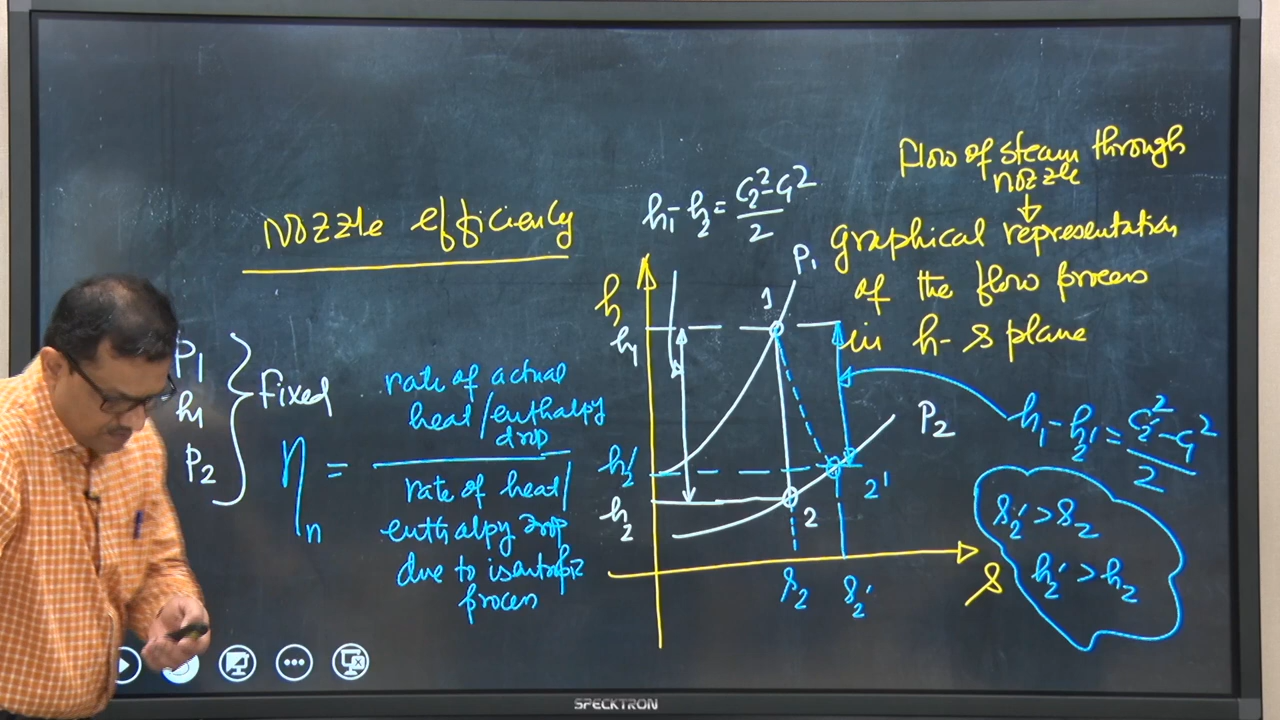 Flow of steam through
nozzle
↓
graphical representation
of the flow process
in h-s plane
Nozzle efficiency
h₁-h₂ = (C₂²-C₁²)/2
P₁
h₁
P₂
} fixed
ηₙ =
rate of actual
heat/enthalpy
drop
rate of heat/
enthalpy drop
due to isentropic
process
h
P₁
1
h₁
P₂
h₂'
2'
h₂
2
s₂
s₂'
s
h₁-h₂' = (C₂'²-C₁²)/2
s₂' > s₂
h₂' > h₂
SPECKTRON